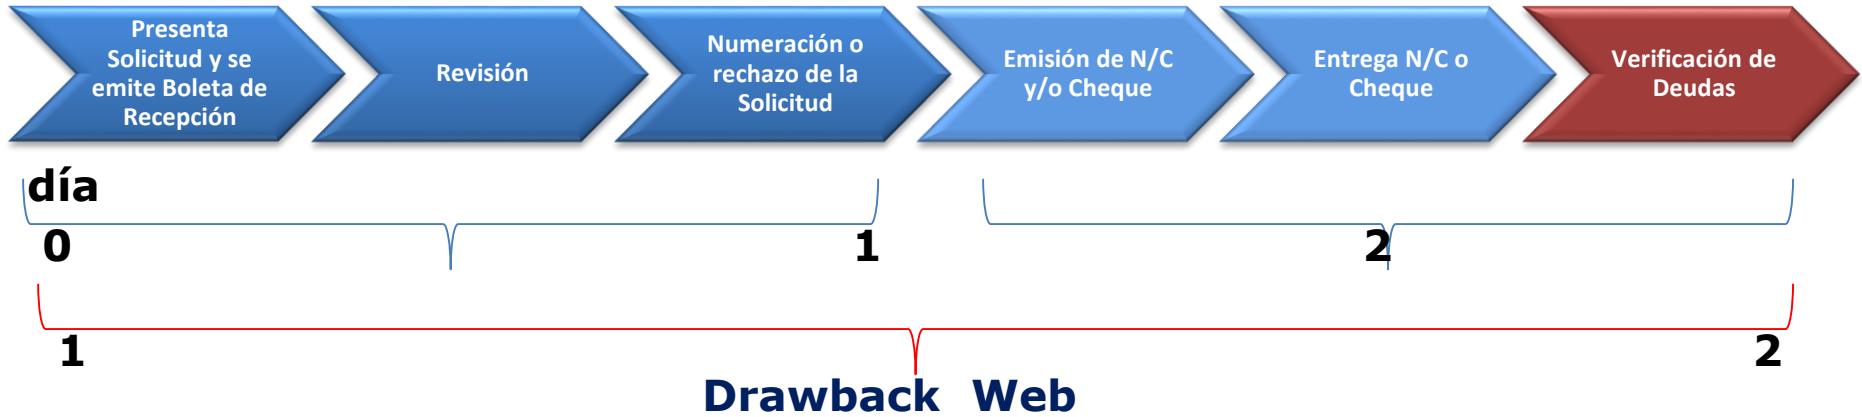 Presenta
Solicitud y se
emite Boleta de
Recepción
Revisión
Numeración o
rechazo de la
Solicitud
Emisión de N/C
y/o Cheque
Entrega N/C o
Cheque
Verificación de
Deudas
día
0 1 2
1 2
Drawback Web